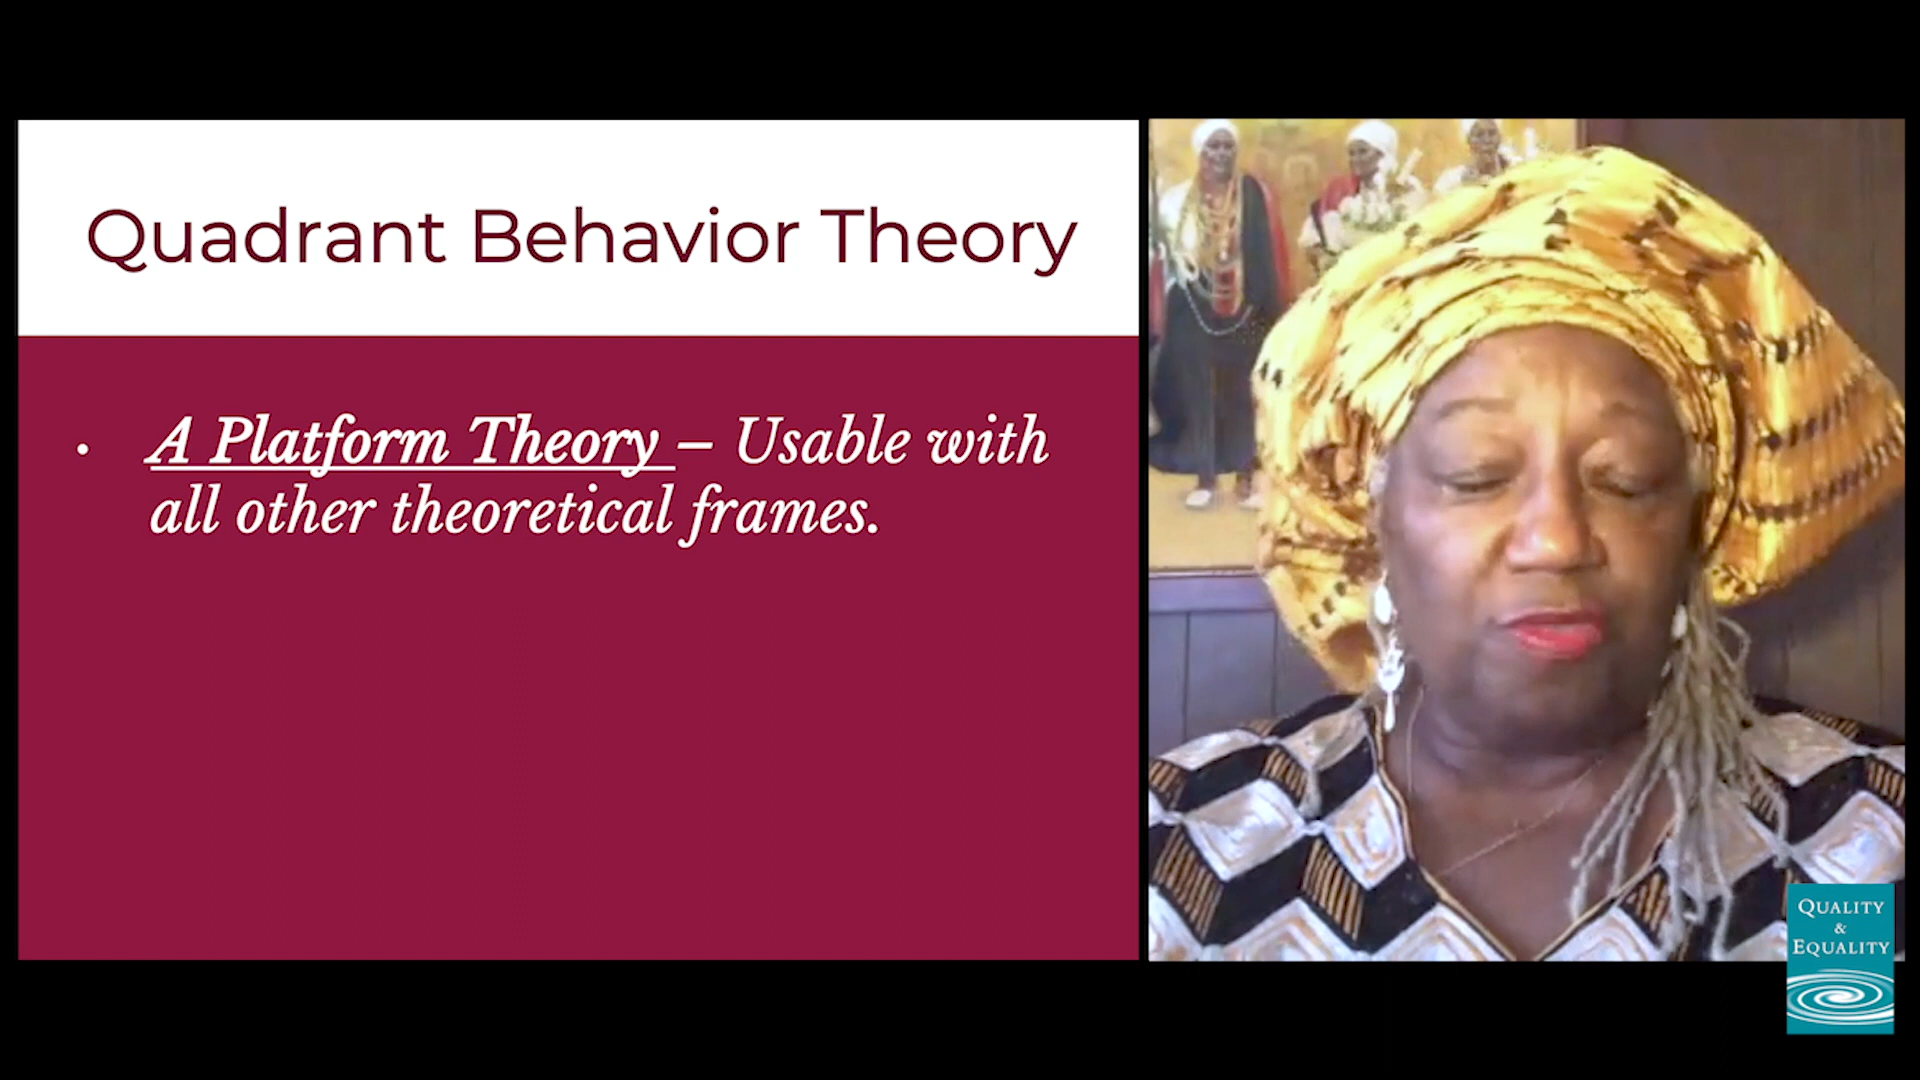 Quadrant Behavior Theory
• A Platform Theory – Usable with
all other theoretical frames.
QUALITY
&
EQUALITY